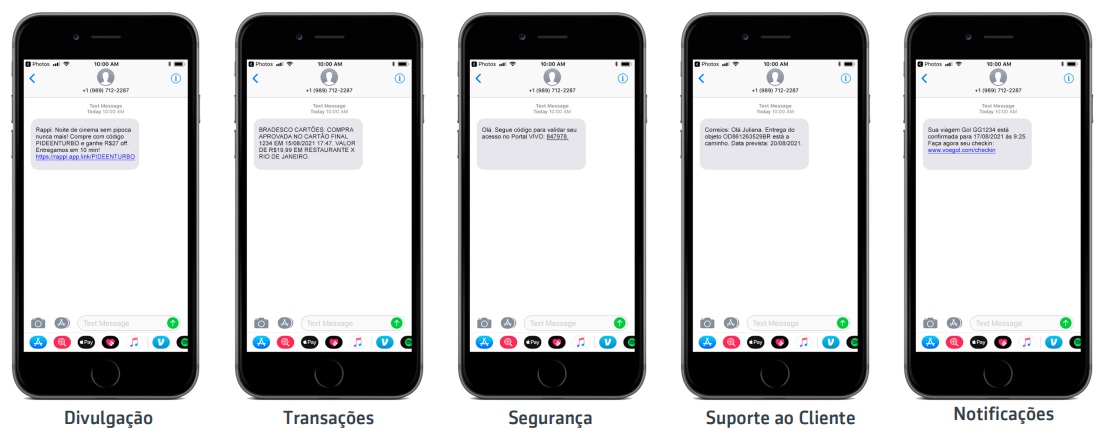 Photos 10:00 AM
+1 (989) 712-2287
Text Message
Today 10:00 AM
Rappi: Noite de cinema sem pipoca
nunca mais! Compre com código
PIDEENTURBO e ganhe R$27 off.
Entregamos em 10 min!
https://rappi.app.link/PIDEENTURBO
Text Message
Pay
Divulgação
Photos 10:00 AM
+1 (989) 712-2287
Text Message
Today 10:00 AM
BRADESCO CARTÕES: COMPRA
APROVADA NO CARTÃO FINAL
1234 EM 15/08/2021 17:47. VALOR
DE R$19,99 EM RESTAURANTE X
RIO DE JANEIRO.
Text Message
Pay
Transações
Photos 10:00 AM
+1 (989) 712-2287
Text Message
Today 10:00 AM
Olá. Segue código para validar seu
acesso no Portal VIVO: 847978.
Text Message
Pay
Segurança
Photos 10:00 AM
+1 (989) 712-2287
Text Message
Today 10:00 AM
Correios: Olá Juliana. Entrega do
objeto OD861263529BR está a
caminho. Data prevista: 20/08/2021.
Text Message
Pay
Suporte ao Cliente
Photos 10:00 AM
+1 (989) 712-2287
Text Message
Today 10:00 AM
Sua viagem Gol GG1234 está
confirmada para 17/08/2021 às 9:25.
Faça agora seu checkin:
www.voegol.com/checkin
Text Message
Pay
Notificações